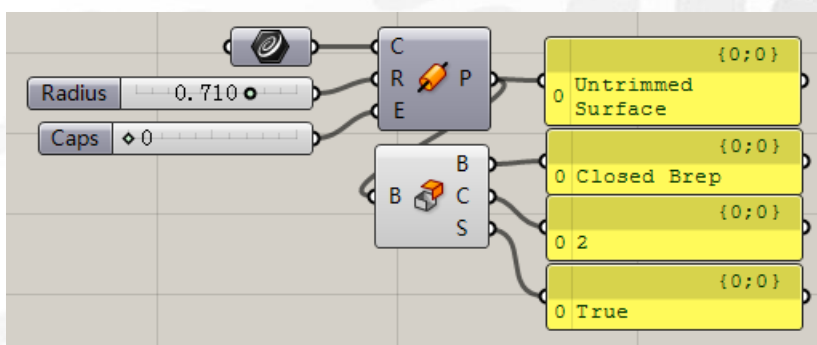 C
R
E
P
Radius
0.710
Caps
0
{0;0}
0 Untrimmed
Surface
B
B
C
S
{0;0}
0 Closed Brep
{0;0}
0 2
{0;0}
0 True